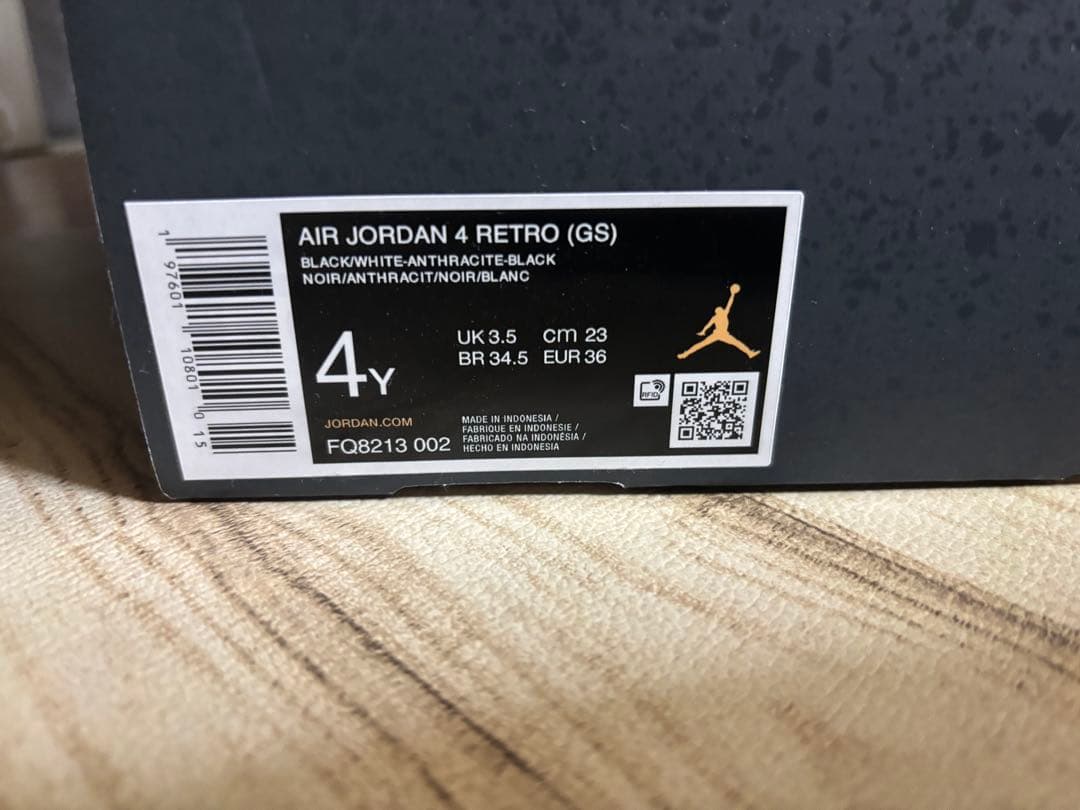 AIR JORDAN 4 RETRO (GS)
BLACK/WHITE-ANTHRACITE-BLACK
NOIR/ANTHRACIT/NOIR/BLANC
4Y
UK 3.5 cm 23
BR 34.5 EUR 36
RFID
JORDAN.COM
FQ8213 002
MADE IN INDONESIA /
FABRIQUE EN INDONESIE /
FABRICADO NA INDONÉSIA /
HECHO EN INDONESIA
1 97601 10801 0 15